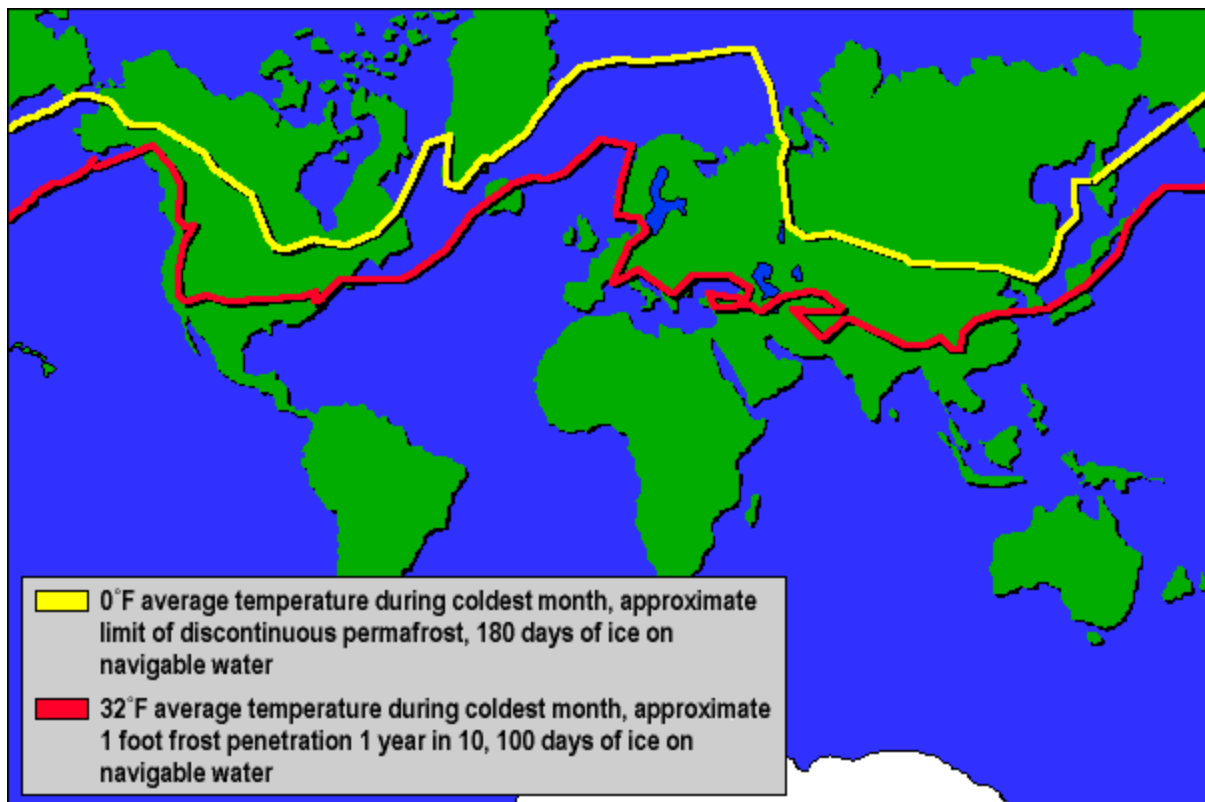 0°F average temperature during coldest month, approximate
limit of discontinuous permafrost, 180 days of ice on
navigable water
32°F average temperature during coldest month, approximate
1 foot frost penetration 1 year in 10, 100 days of ice on
navigable water